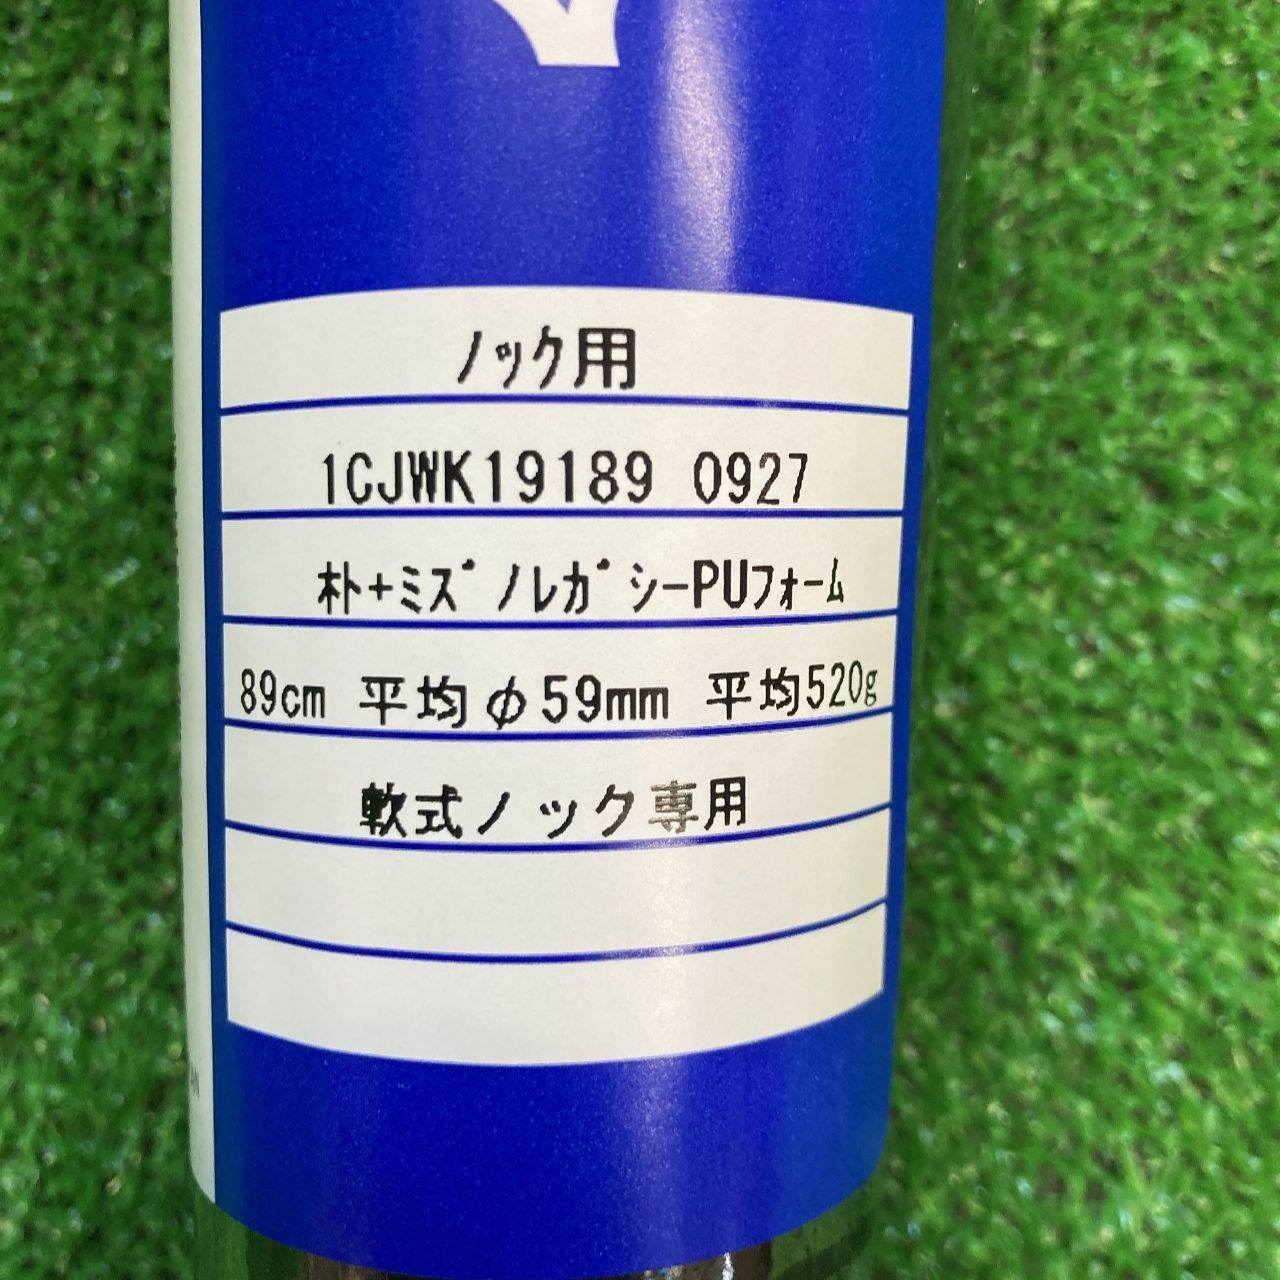 ノック用
1CJWK19189 0927
朴+ミズノレガシーPUフォーム
89cm 平均φ59mm 平均520g
軟式ノック専用